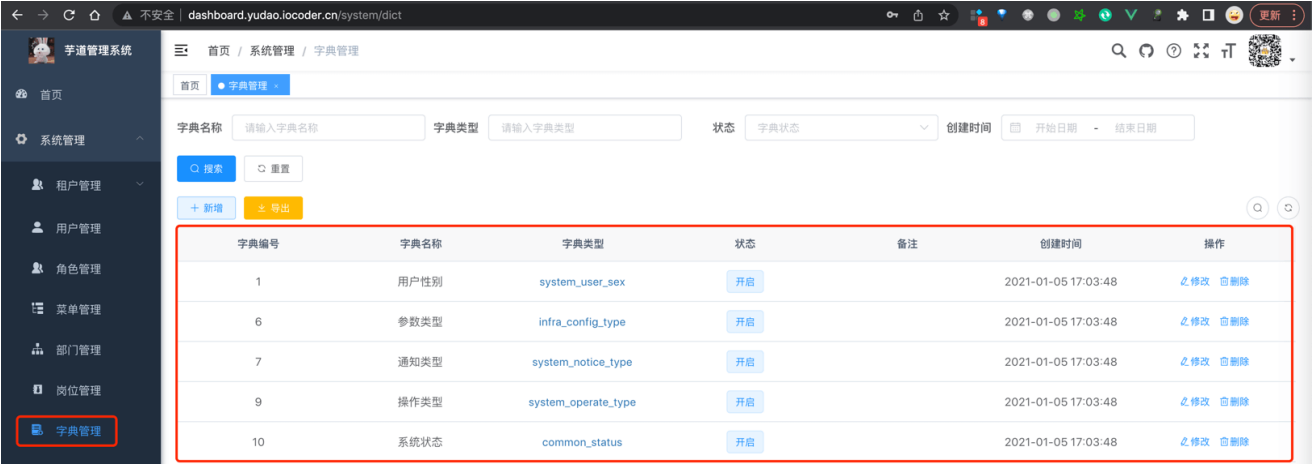 不安全 | dashboard.yudao.iocoder.cn/system/dict
8
更新
芋道管理系统
首页 / 系统管理 / 字典管理
首页
字典管理 ×
首页
系统管理
租户管理
用户管理
角色管理
菜单管理
部门管理
岗位管理
字典管理
字典名称 请输入字典名称 字典类型 请输入字典类型 状态 字典状态 创建时间 开始日期 - 结束日期
搜索 重置
新增 导出
字典编号 字典名称 字典类型 状态 备注 创建时间 操作
1 用户性别 system_user_sex 开启 2021-01-05 17:03:48 修改 删除
6 参数类型 infra_config_type 开启 2021-01-05 17:03:48 修改 删除
7 通知类型 system_notice_type 开启 2021-01-05 17:03:48 修改 删除
9 操作类型 system_operate_type 开启 2021-01-05 17:03:48 修改 删除
10 系统状态 common_status 开启 2021-01-05 17:03:48 修改 删除